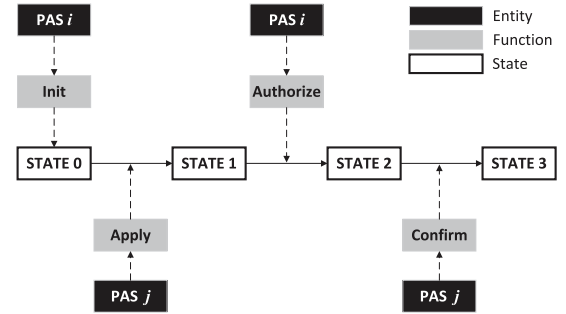 PAS i
PAS i
Entity
Function
State
Init
Authorize
STATE 0
STATE 1
STATE 2
STATE 3
Apply
Confirm
PAS j
PAS j